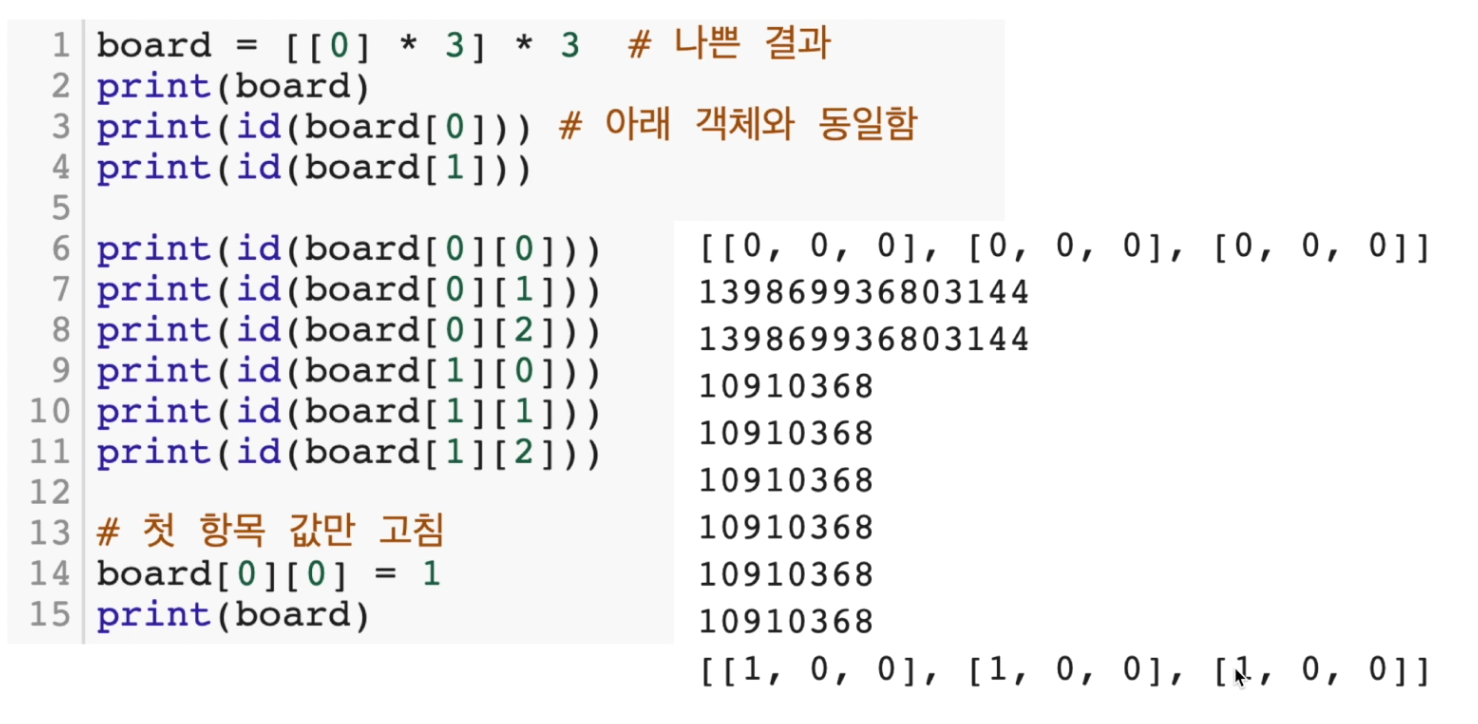 1 board = [[0] * 3] * 3  # 나쁜 결과
2 print(board)
3 print(id(board[0])) # 아래 객체와 동일함
4 print(id(board[1]))
5
6 print(id(board[0][0]))
7 print(id(board[0][1]))
8 print(id(board[0][2]))
9 print(id(board[1][0]))
10 print(id(board[1][1]))
11 print(id(board[1][2]))
12
13 # 첫 항목 값만 고침
14 board[0][0] = 1
15 print(board)
[[0, 0, 0], [0, 0, 0], [0, 0, 0]]
139869936803144
139869936803144
10910368
10910368
10910368
10910368
10910368
10910368
[[1, 0, 0], [1, 0, 0], [1, 0, 0]]